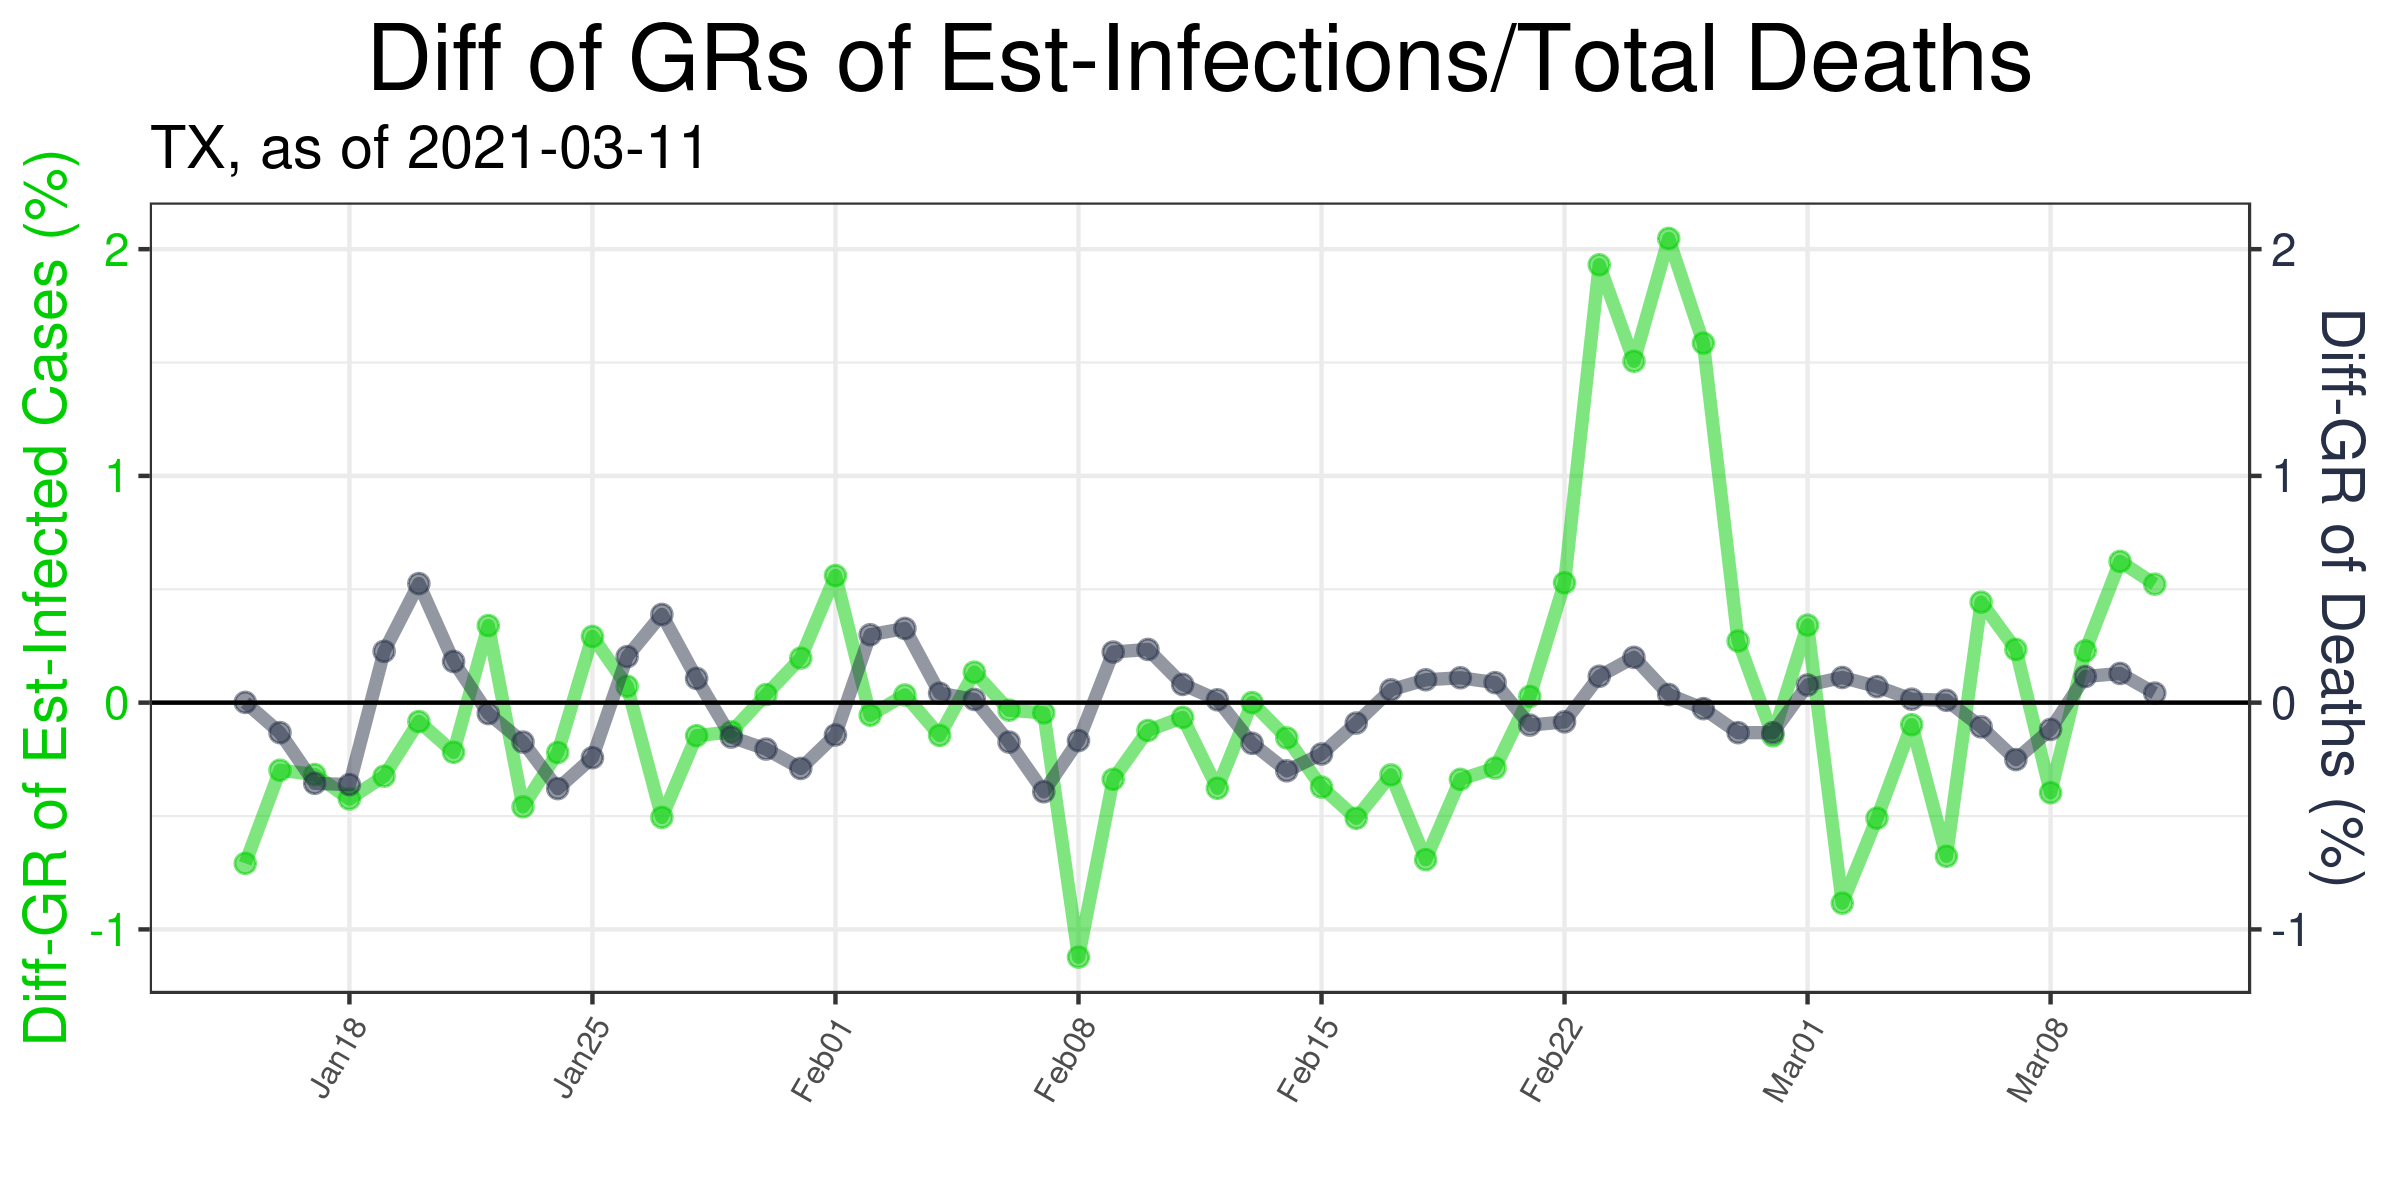 Diff of GRs of Est-Infections/Total Deaths
TX, as of 2021-03-11
Diff-GR of Est-Infected Cases (%)
2
1
0
-1
2
1
0
-1
Diff-GR of Deaths (%)
Jan18
Jan25
Feb01
Feb08
Feb15
Feb22
Mar01
Mar08